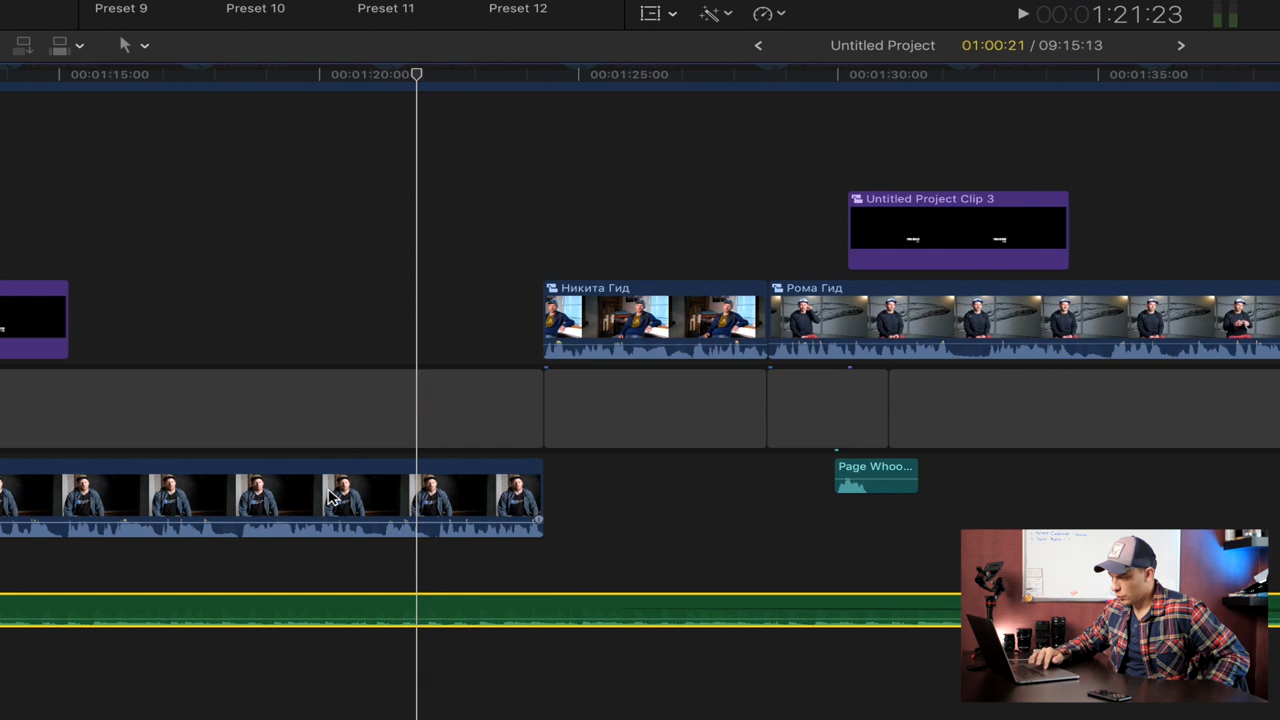 Preset 9
Preset 10
Preset 11
Preset 12
00:00:1:21:23
Untitled Project
01:00:21 / 09:15:13
00:01:15:00
00:01:20:00
00:01:25:00
00:01:30:00
00:01:35:00
Untitled Project Clip 3
Никита Гид
Рома Гид
Page Whoo...